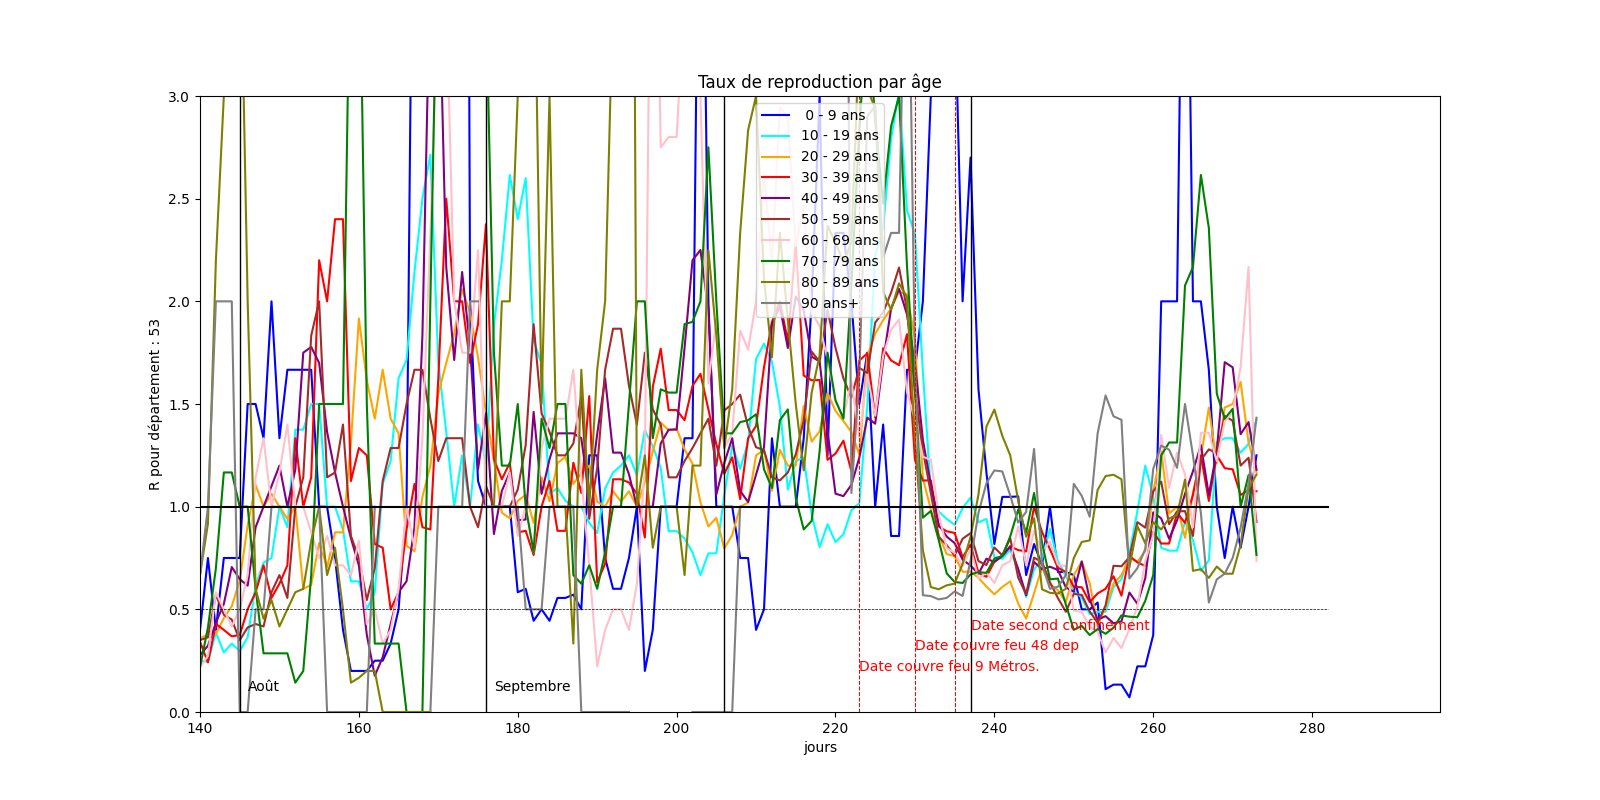 Taux de reproduction par âge
3.0
2.5
2.0
1.5
1.0
0.5
0.0
R pour département : 53
0 - 9 ans
10 - 19 ans
20 - 29 ans
30 - 39 ans
40 - 49 ans
50 - 59 ans
60 - 69 ans
70 - 79 ans
80 - 89 ans
90 ans+
Date second confinement
Date couvre feu 48 dep
Date couvre feu 9 Métros.
Août
Septembre
140 160 180 200 220 240 260 280
jours